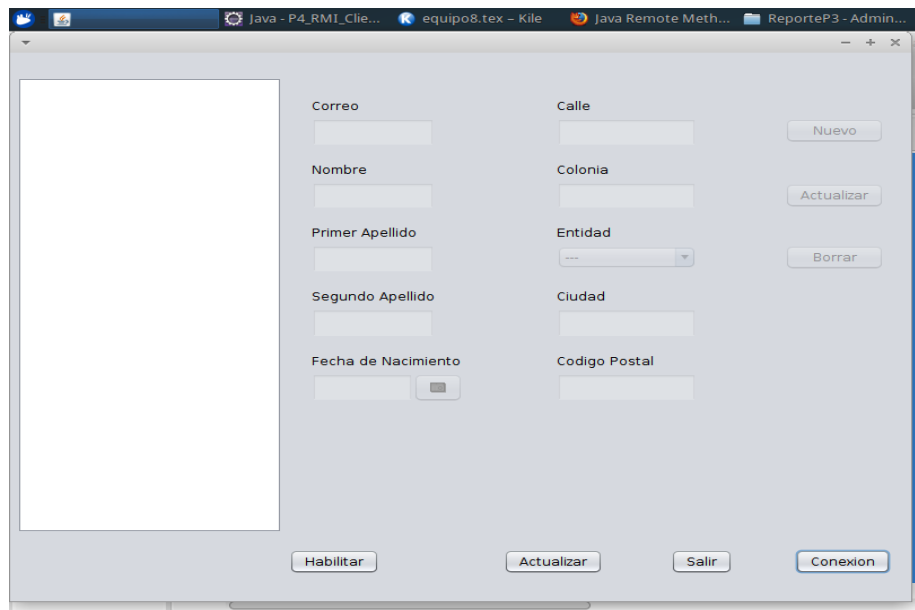 Java - P4_RMI_Clie... equipo8.tex – Kile Java Remote Meth... ReporteP3 - Admin...
Correo Calle
Nuevo
Nombre Colonia
Actualizar
Primer Apellido Entidad
--- Borrar
Segundo Apellido Ciudad
Fecha de Nacimiento Codigo Postal
Habilitar Actualizar Salir Conexion